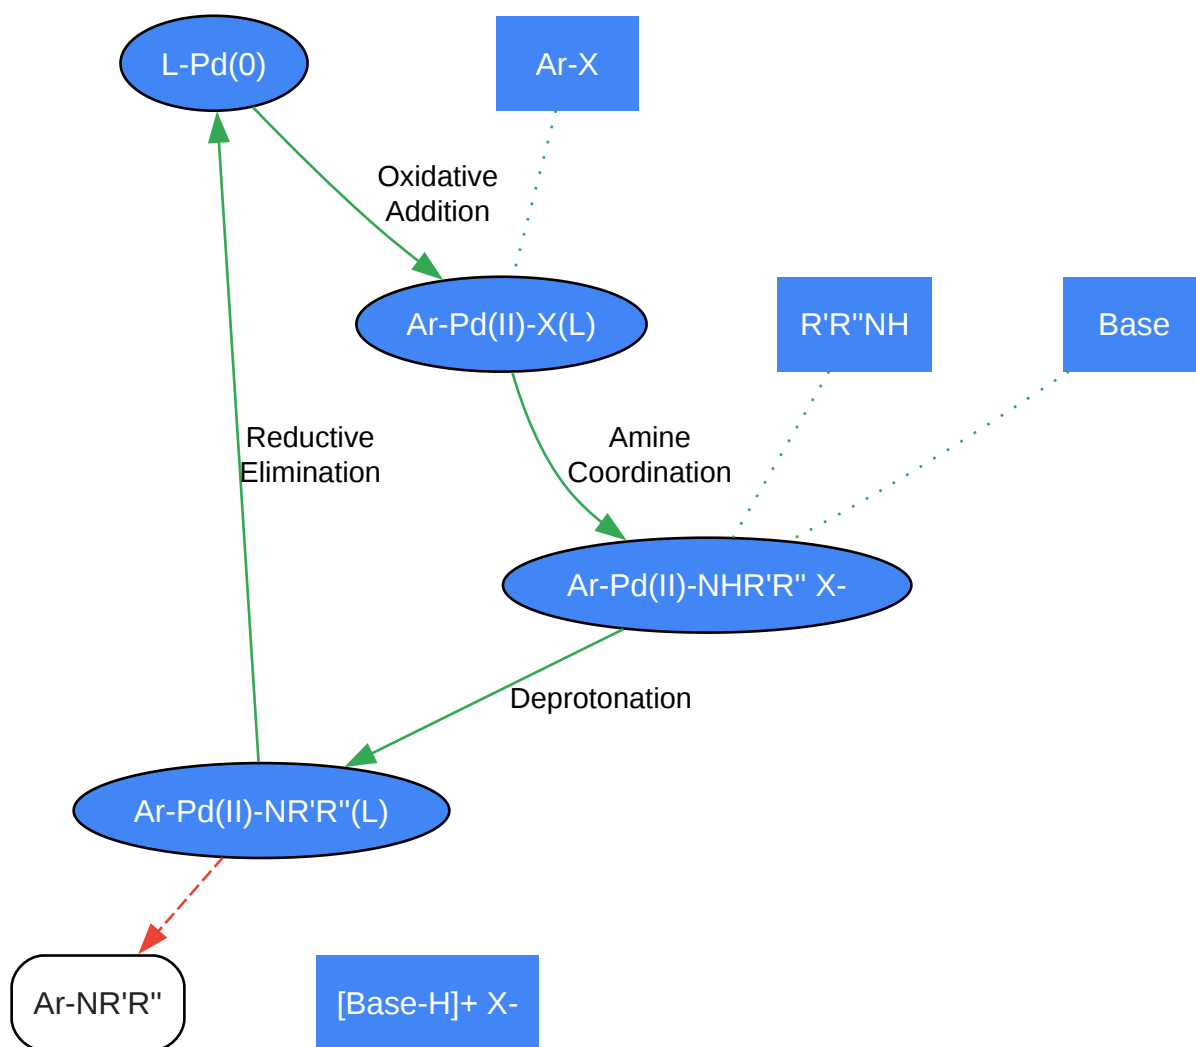 L-Pd(0)
Ar-X
Oxidative
Addition
Ar-Pd(II)-X(L)
R'R''NH
Base
Reductive
Elimination
Amine
Coordination
Ar-Pd(II)-NHR'R'' X-
Deprotonation
Ar-Pd(II)-NR'R''(L)
Ar-NR'R''
[Base-H]+ X-